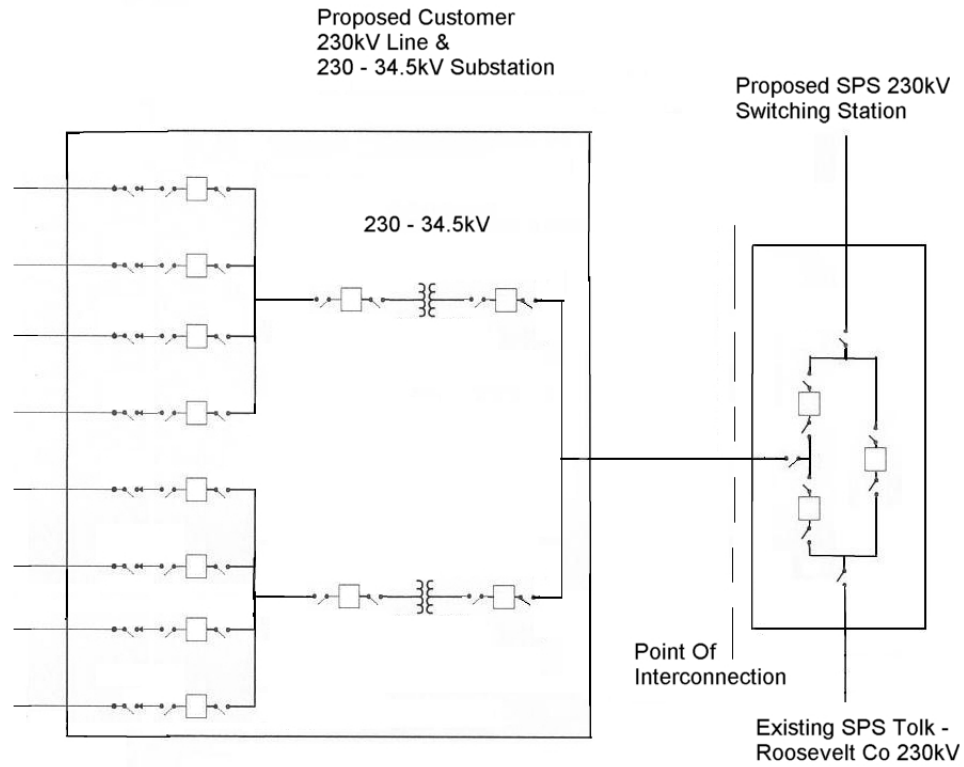 Proposed Customer
230kV Line &
230 - 34.5kV Substation
Proposed SPS 230kV
Switching Station
230 - 34.5kV
Point Of
Interconnection
Existing SPS Tolk -
Roosevelt Co 230kV